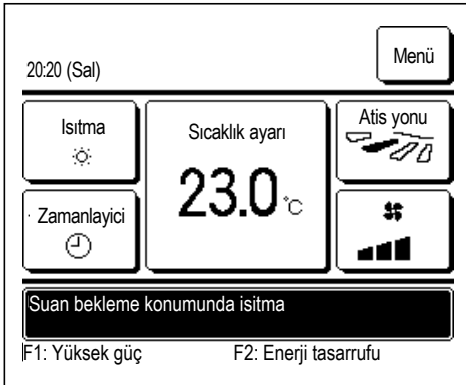 Menü
20:20 (Sal)
Isıtma
Sıcaklık ayarı
Atis yonu
23.0 °C
Zamanlayici
Suan bekleme konumunda isitma
F1: Yüksek güç F2: Enerji tasarrufu